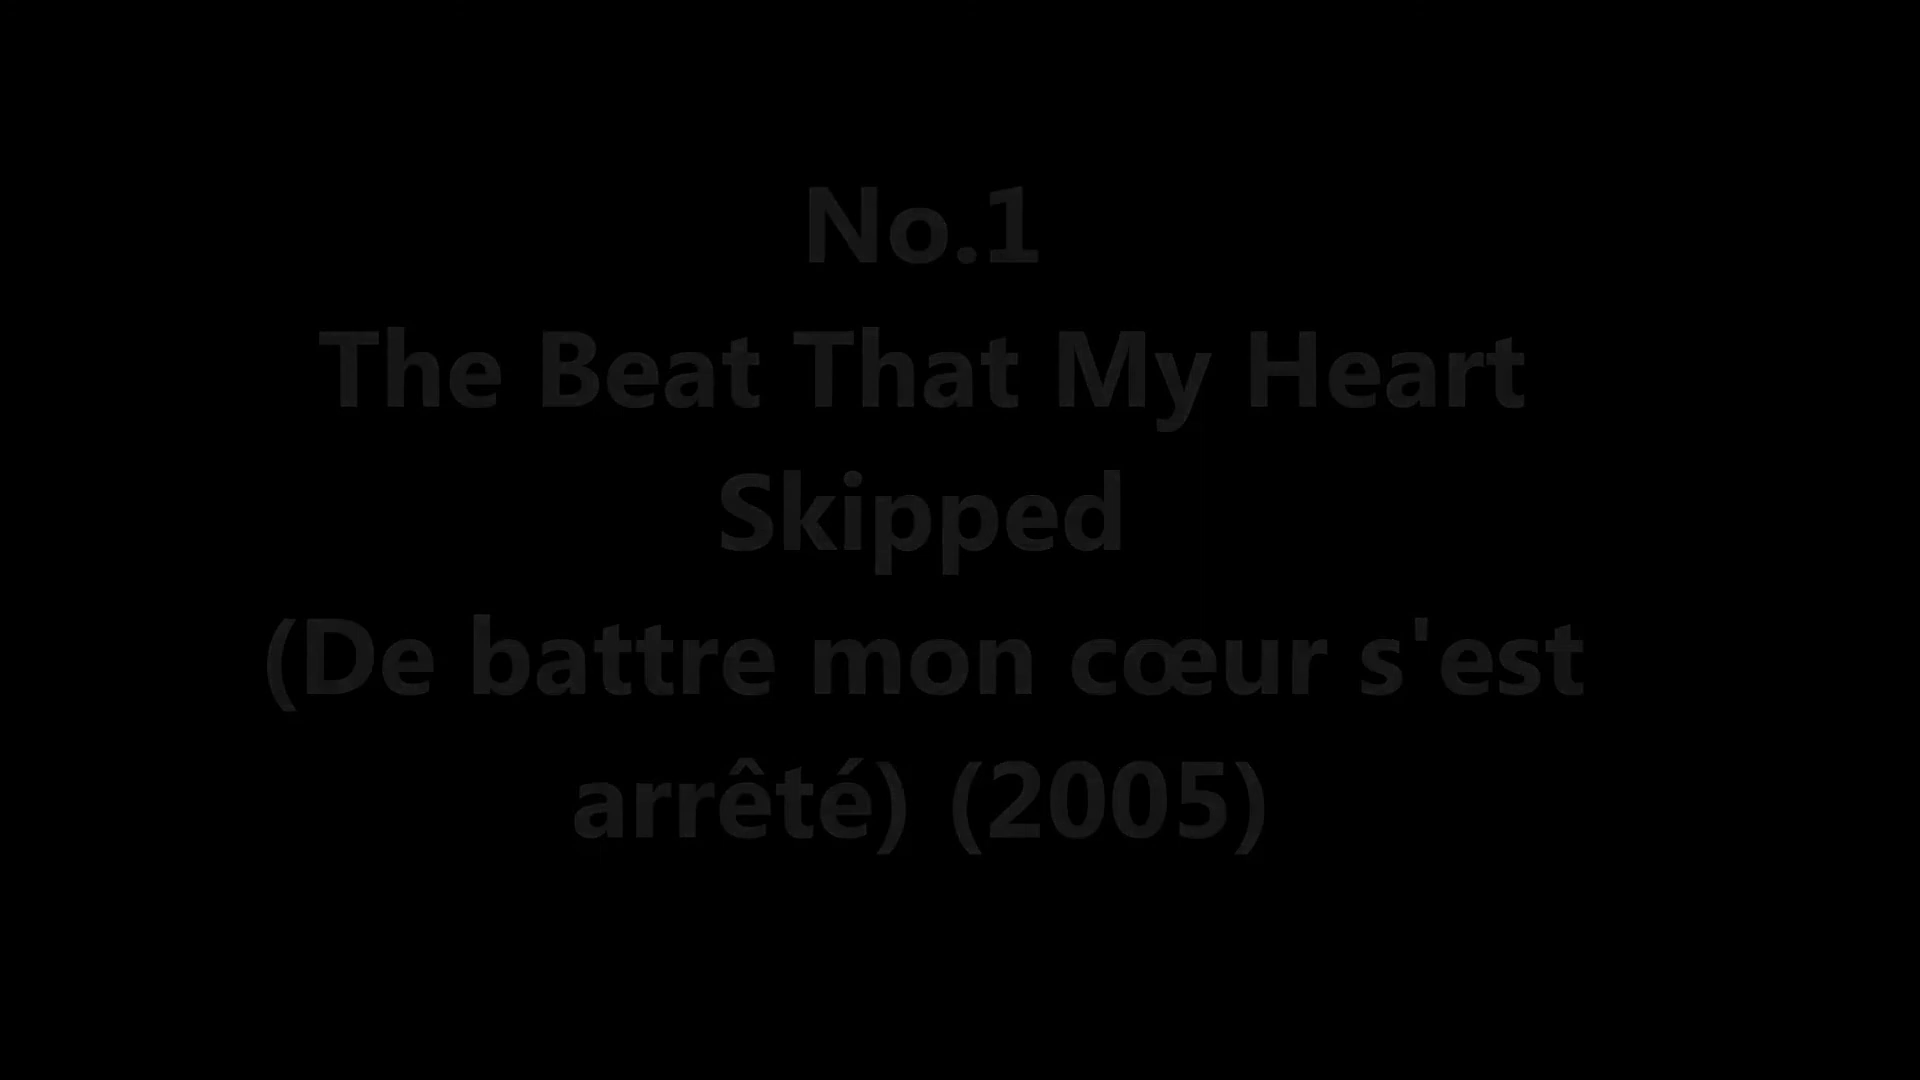 No.1
The Beat That My Heart
Skipped
(De battre mon cœur s'est
arrêté) (2005)